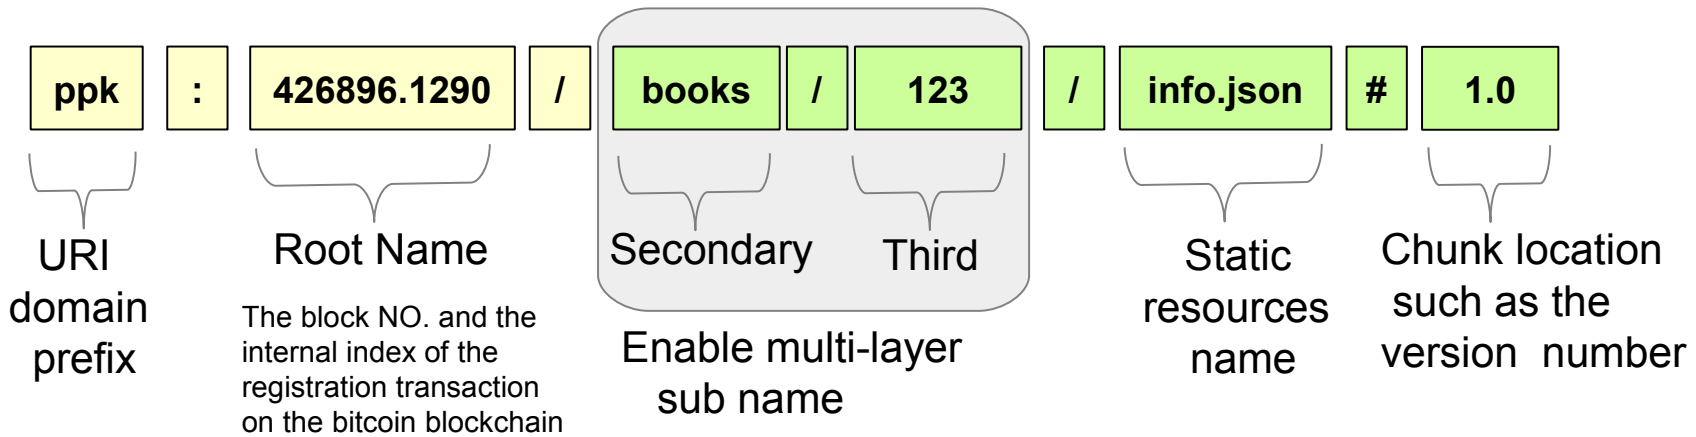 ppk : 426896.1290 / books / 123 / info.json # 1.0
URI
domain
prefix
Root Name
The block NO. and the
internal index of the
registration transaction
on the bitcoin blockchain
Secondary
Third
Enable multi-layer
sub name
Static
resources
name
Chunk location
such as the
version number